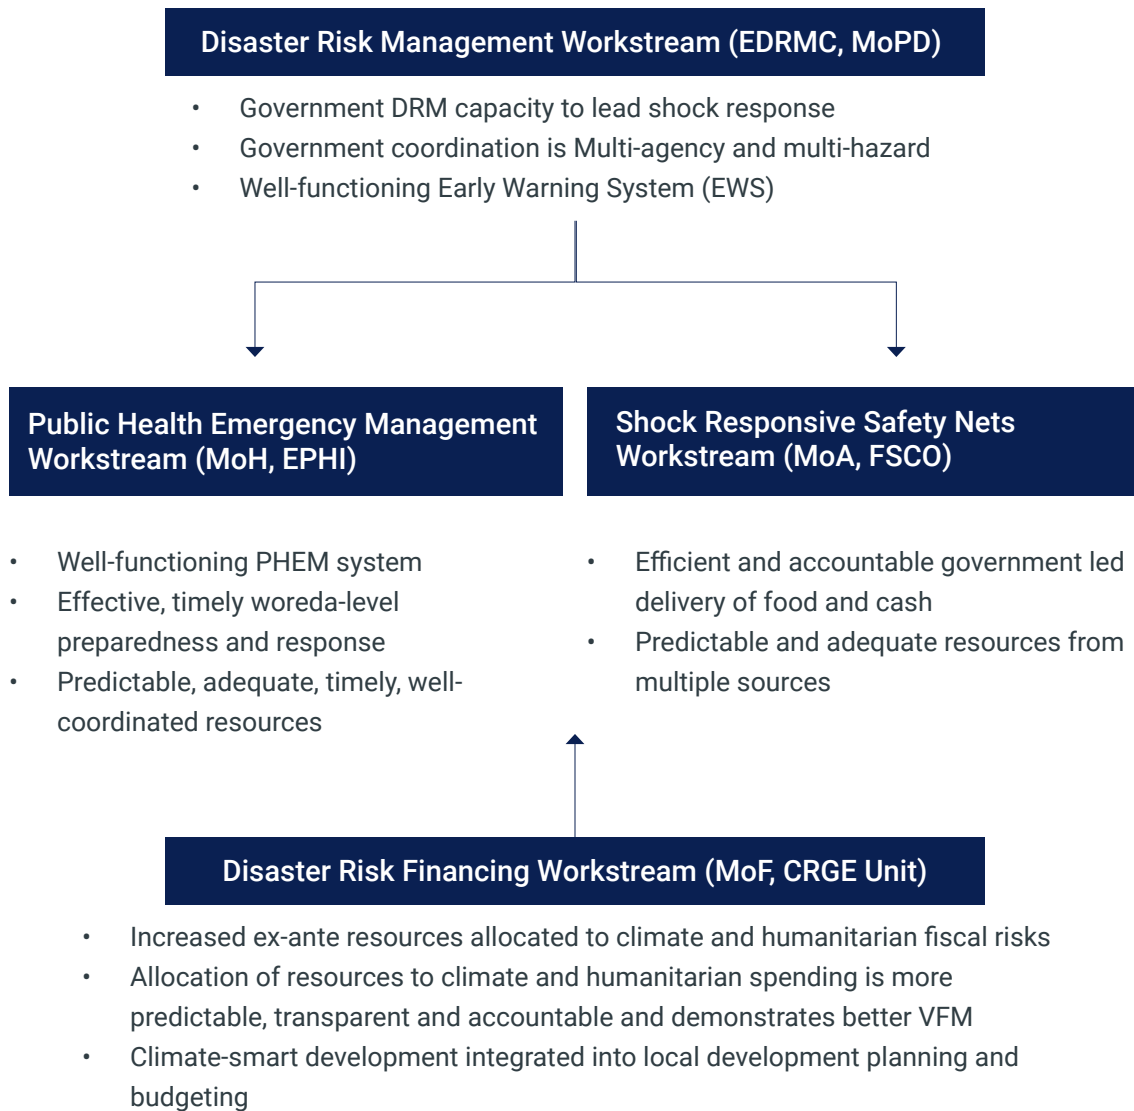 Disaster Risk Management Workstream (EDRMC, MoPD)
• Government DRM capacity to lead shock response
• Government coordination is Multi-agency and multi-hazard
• Well-functioning Early Warning System (EWS)
Public Health Emergency Management
Workstream (MoH, EPHI)
• Well-functioning PHEM system
• Effective, timely woreda-level
preparedness and response
• Predictable, adequate, timely, well-
coordinated resources
Shock Responsive Safety Nets
Workstream (MoA, FSCO)
• Efficient and accountable government led
delivery of food and cash
• Predictable and adequate resources from
multiple sources
Disaster Risk Financing Workstream (MoF, CRGE Unit)
• Increased ex-ante resources allocated to climate and humanitarian fiscal risks
• Allocation of resources to climate and humanitarian spending is more
predictable, transparent and accountable and demonstrates better VFM
• Climate-smart development integrated into local development planning and
budgeting